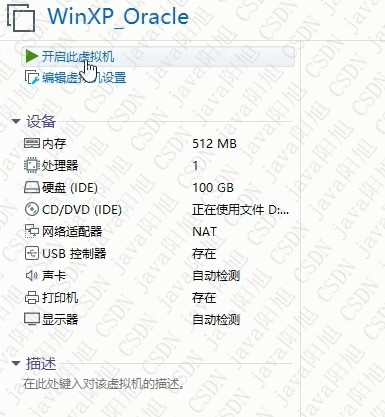 WinXP_Oracle
开启此虚拟机
编辑虚拟机设置
设备
内存 512 MB
处理器 1
硬盘 (IDE) 100 GB
CD/DVD (IDE) 正在使用文件 D:...
网络适配器 NAT
USB 控制器 存在
声卡 自动检测
打印机 存在
显示器 自动检测
描述
在此处键入对该虚拟机的描述。
CSDN java阳旭